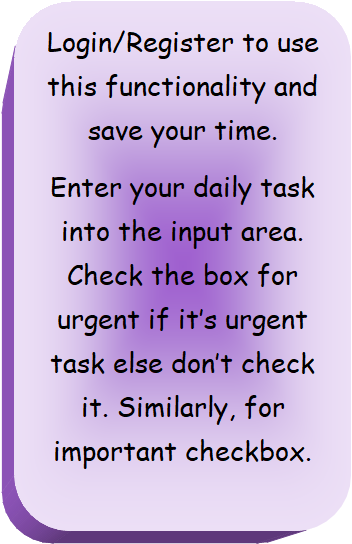 Login/Register to use
this functionality and
save your time.
Enter your daily task
into the input area.
Check the box for
urgent if it’s urgent
task else don’t check
it. Similarly, for
important checkbox.